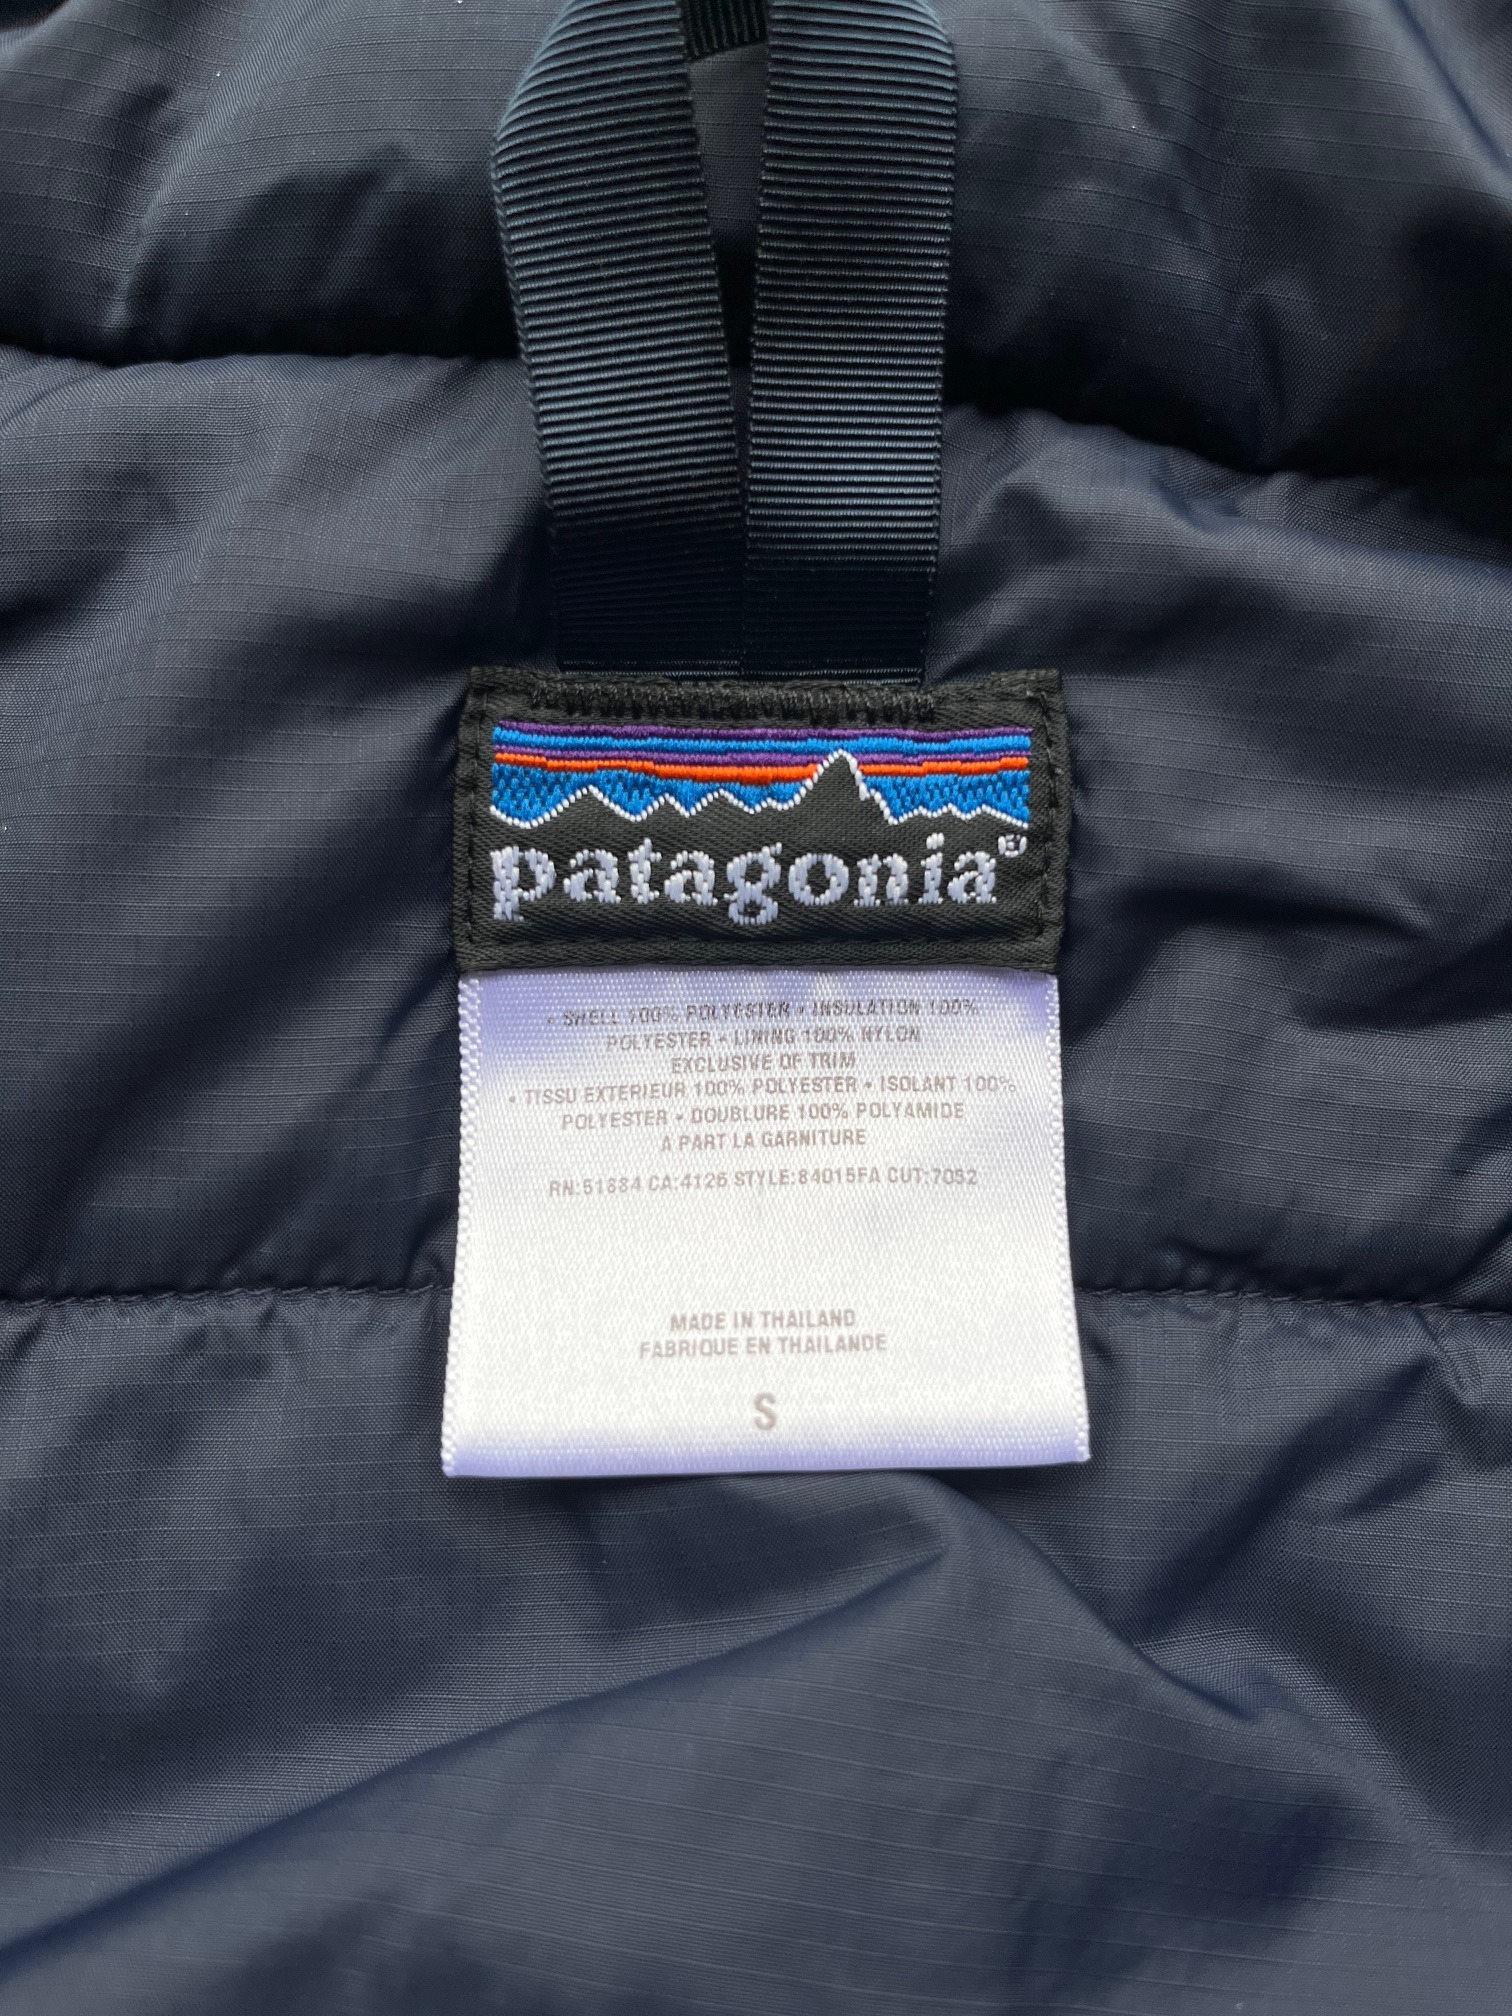 patagonia®
• SHELL 100% POLYESTER • INSULATION 100%
POLYESTER • LINING 100% NYLON
EXCLUSIVE OF TRIM
• TISSU EXTERIEUR 100% POLYESTER • ISOLANT 100%
POLYESTER • DOUBLURE 100% POLYAMIDE
A PART LA GARNITURE
RN:51884 CA:4126 STYLE:84015FA CUT:7052
MADE IN THAILAND
FABRIQUE EN THAILANDE
S